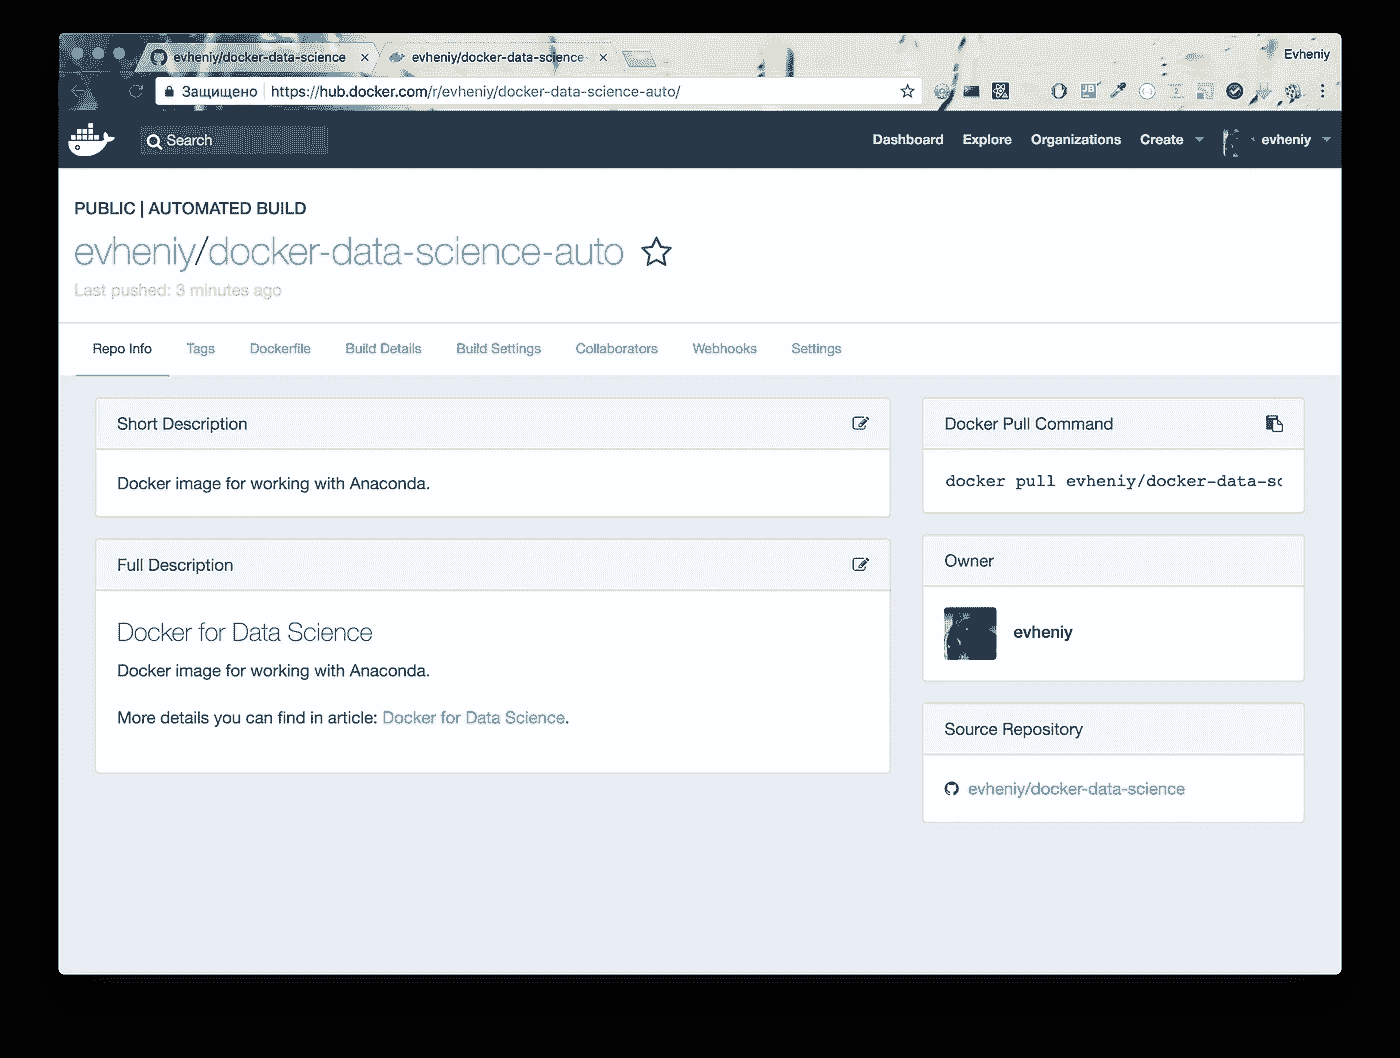 evheniy/docker-data-science
evheniy/docker-data-science
Evheniy
Защищено
https://hub.docker.com/r/evheniy/docker-data-science-auto/
Search
Dashboard
Explore
Organizations
Create
evheniy
PUBLIC | AUTOMATED BUILD
evheniy/docker-data-science-auto
Last pushed: 3 minutes ago
Repo Info
Tags
Dockerfile
Build Details
Build Settings
Collaborators
Webhooks
Settings
Short Description
Docker image for working with Anaconda.
Full Description
Docker for Data Science
Docker image for working with Anaconda.
More details you can find in article: Docker for Data Science.
Docker Pull Command
docker pull evheniy/docker-data-sc
Owner
evheniy
Source Repository
evheniy/docker-data-science